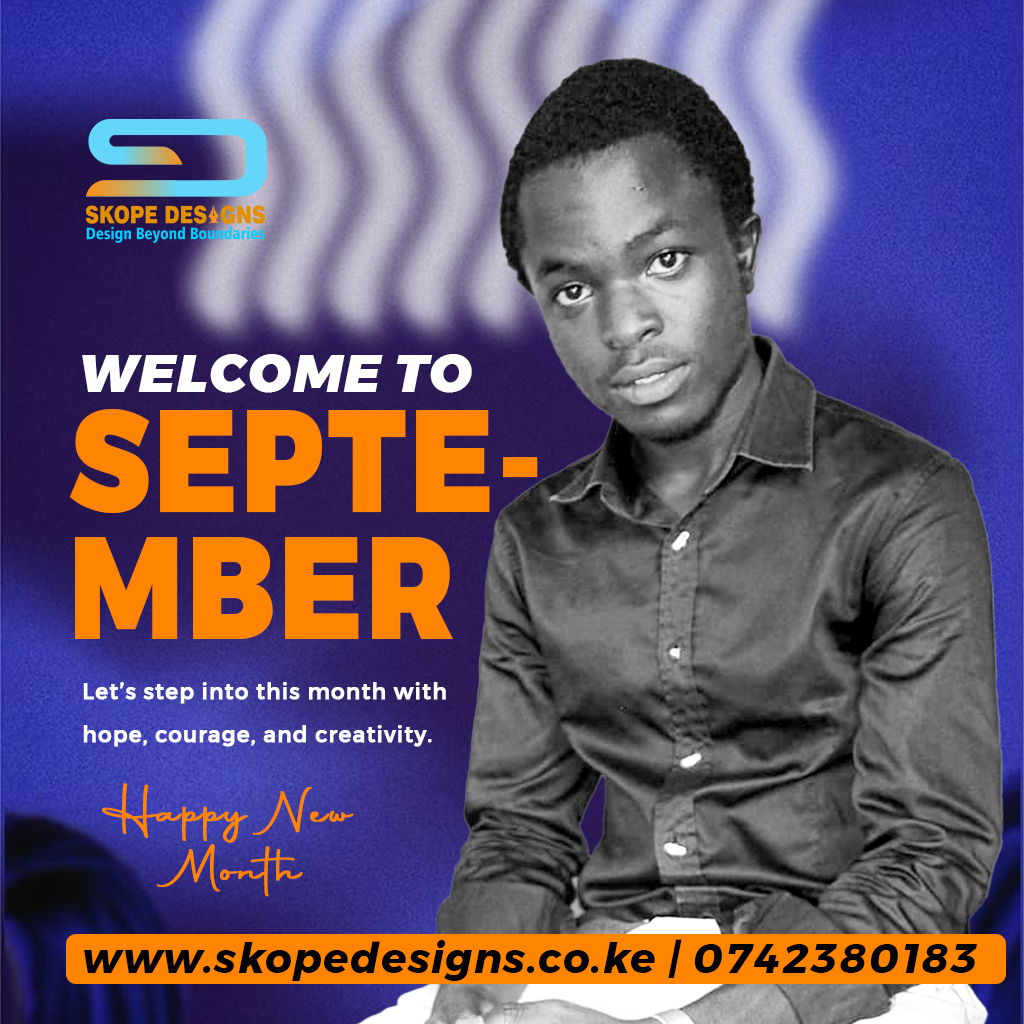 SKOPE DESIGNS
Design Beyond Boundaries
WELCOME TO
SEPTE-
MBER
Let’s step into this month with
hope, courage, and creativity.
Happy New
Month
www.skopedesigns.co.ke | 0742380183